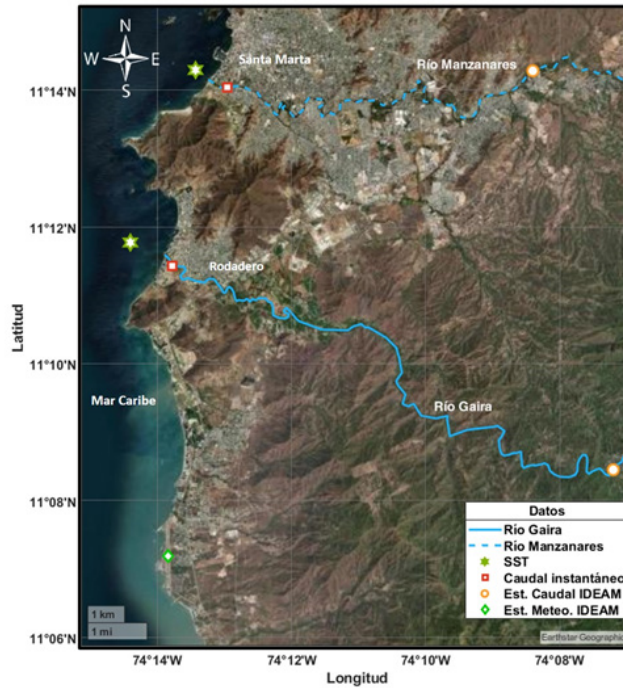 N
W E
S
Santa Marta
Río Manzanares
11°14'N
11°12'N
Rodadero
11°10'N
Mar Caribe
Río Gaira
11°08'N
11°06'N
Latitud
Datos
Río Gaira
Río Manzanares
SST
Caudal instantáneo
Est. Caudal IDEAM
Est. Meteo. IDEAM
1 km
1 mi
Earthstar Geographic
74°14'W
74°12'W
74°10'W
74°08'W
Longitud